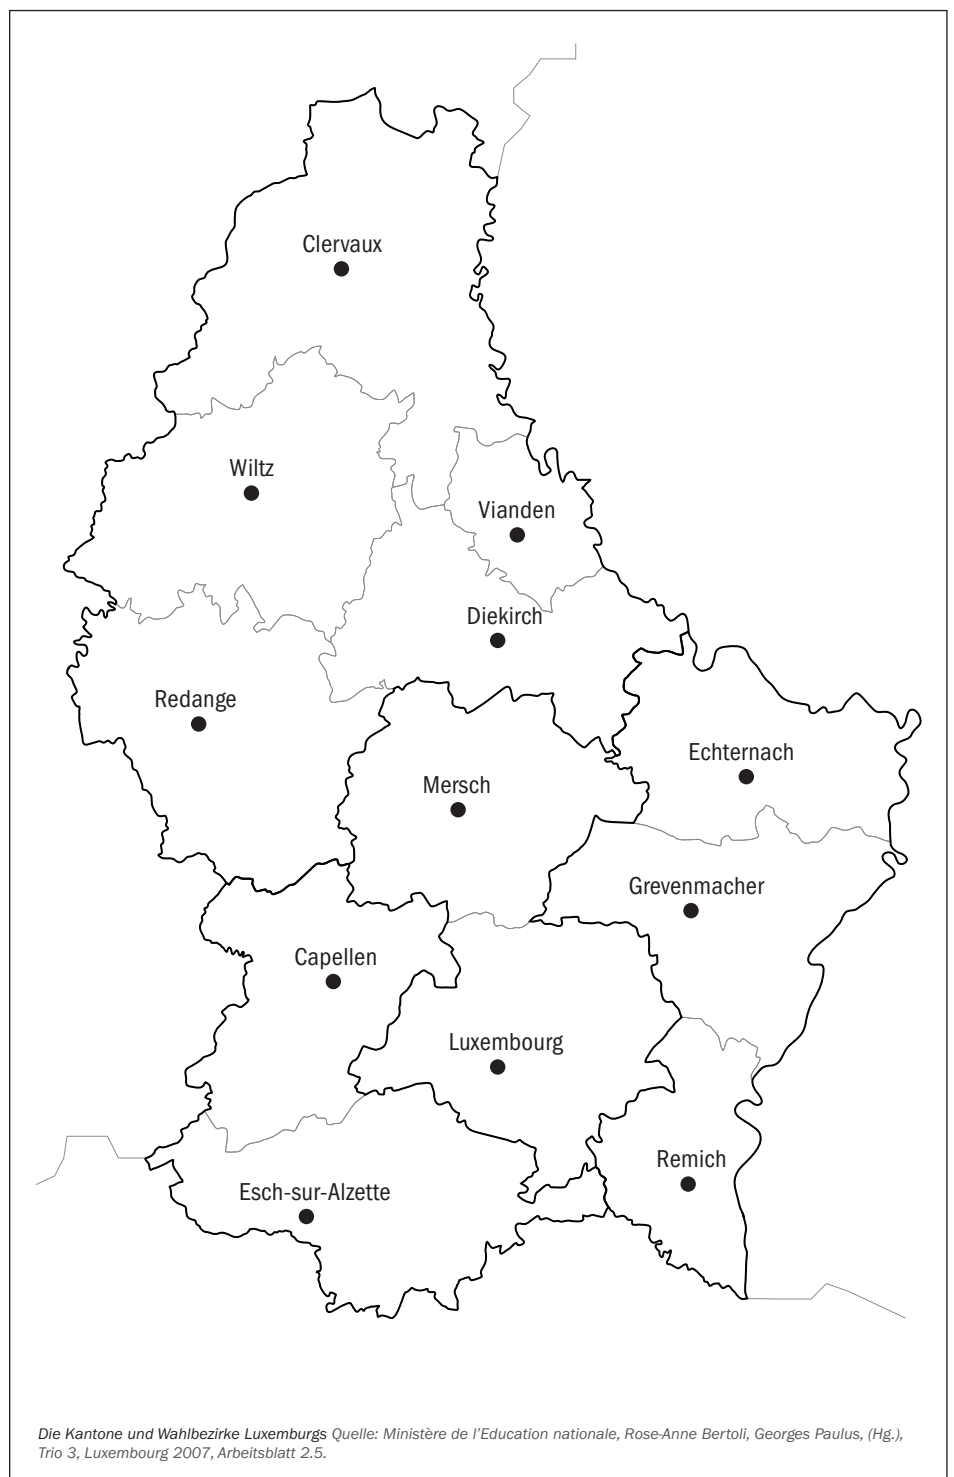 Clervaux
Wiltz
Vianden
Diekirch
Redange
Echternach
Mersch
Grevenmacher
Capellen
Luxembourg
Remich
Esch-sur-Alzette
Die Kantone und Wahlbezirke Luxemburgs Quelle: Ministère de l'Education nationale, Rose-Anne Bertoli, Georges Paulus, (Hg.),
Trio 3, Luxembourg 2007, Arbeitsblatt 2.5.